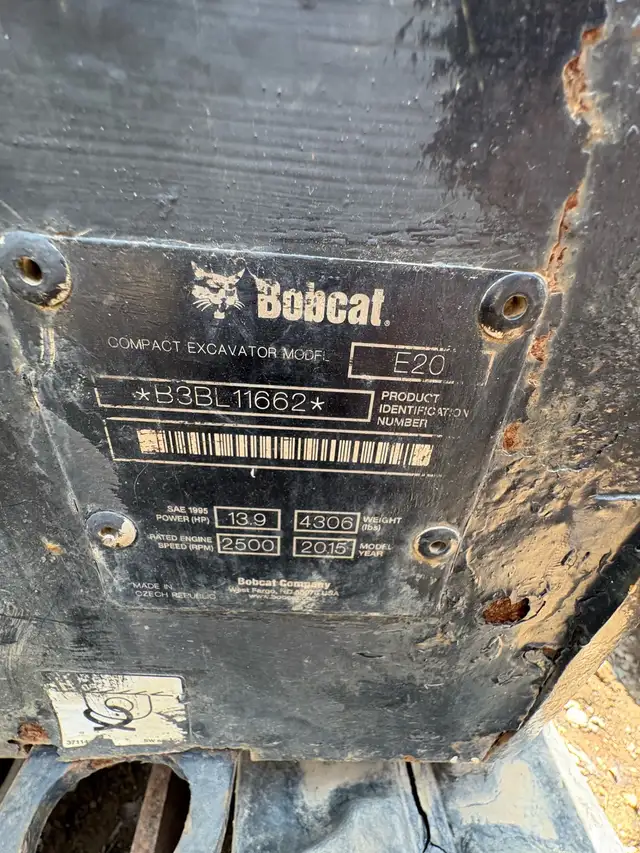 Bobcat.
COMPACT EXCAVATOR MODEL E20
*B3BL11662* PRODUCT IDENTIFICATION NUMBER
SAE 1995 POWER (HP) 13.9 4306 WEIGHT (lbs)
RATED ENGINE SPEED (RPM) 2500 2015 MODEL YEAR
MADE IN CZECH REPUBLIC
Bobcat Company
West Fargo, ND USA